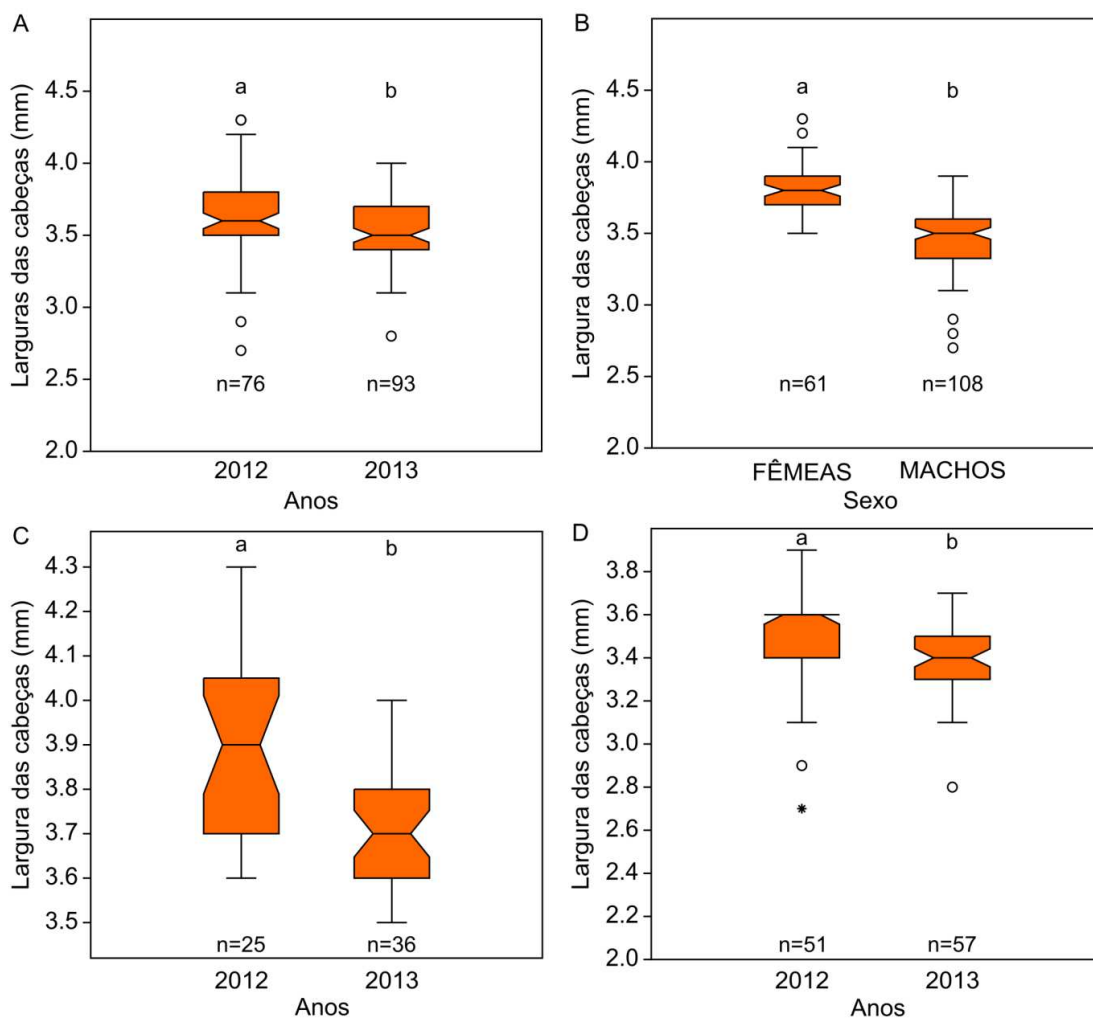 A
Larguras das cabeças (mm)
4.5
4.0
3.5
3.0
2.5
2.0
a
b
n=76
n=93
2012
2013
Anos
B
Largura das cabeças (mm)
4.5
4.0
3.5
3.0
2.5
2.0
a
b
n=61
n=108
FÊMEAS
MACHOS
Sexo
C
Largura das cabeças (mm)
4.3
4.2
4.1
4.0
3.9
3.8
3.7
3.6
3.5
a
b
n=25
n=36
2012
2013
Anos
D
Largura das cabeças (mm)
3.8
3.6
3.4
3.2
3.0
2.8
2.6
2.4
2.2
2.0
a
b
n=51
n=57
2012
2013
Anos